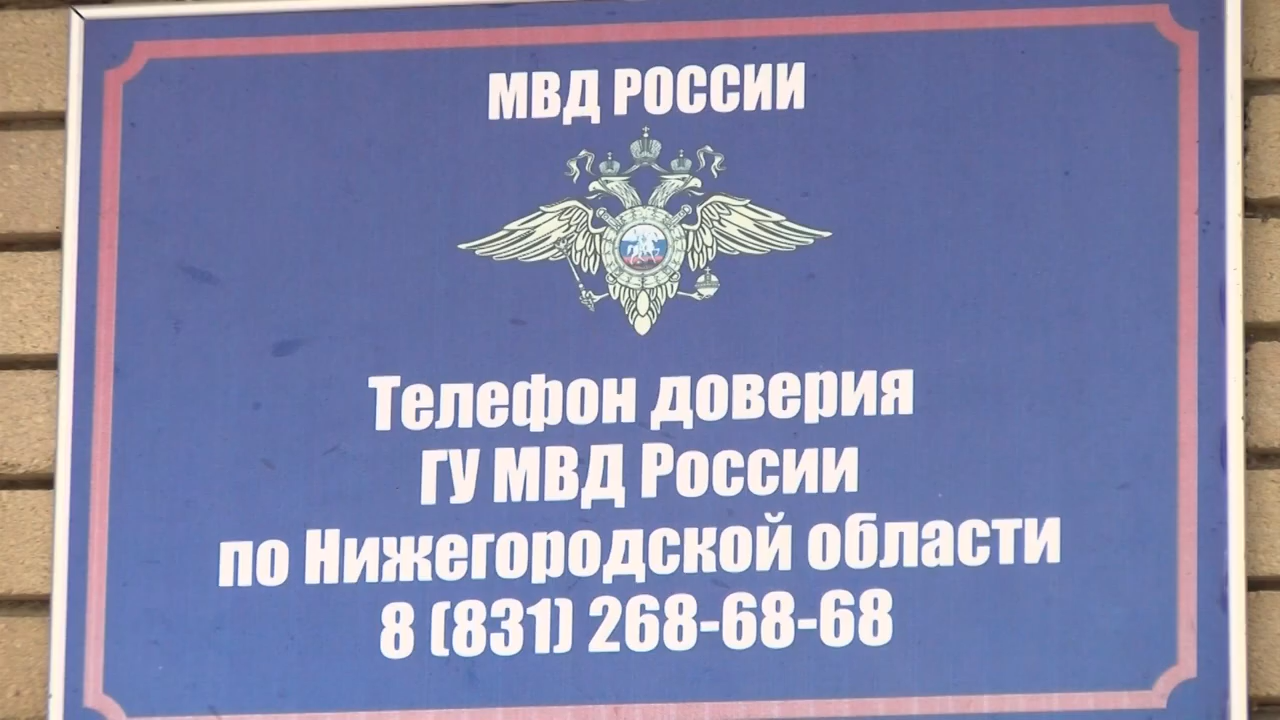 МВД РОССИИ
Телефон доверия
ГУ МВД России
по Нижегородской области
8 (831) 268-68-68